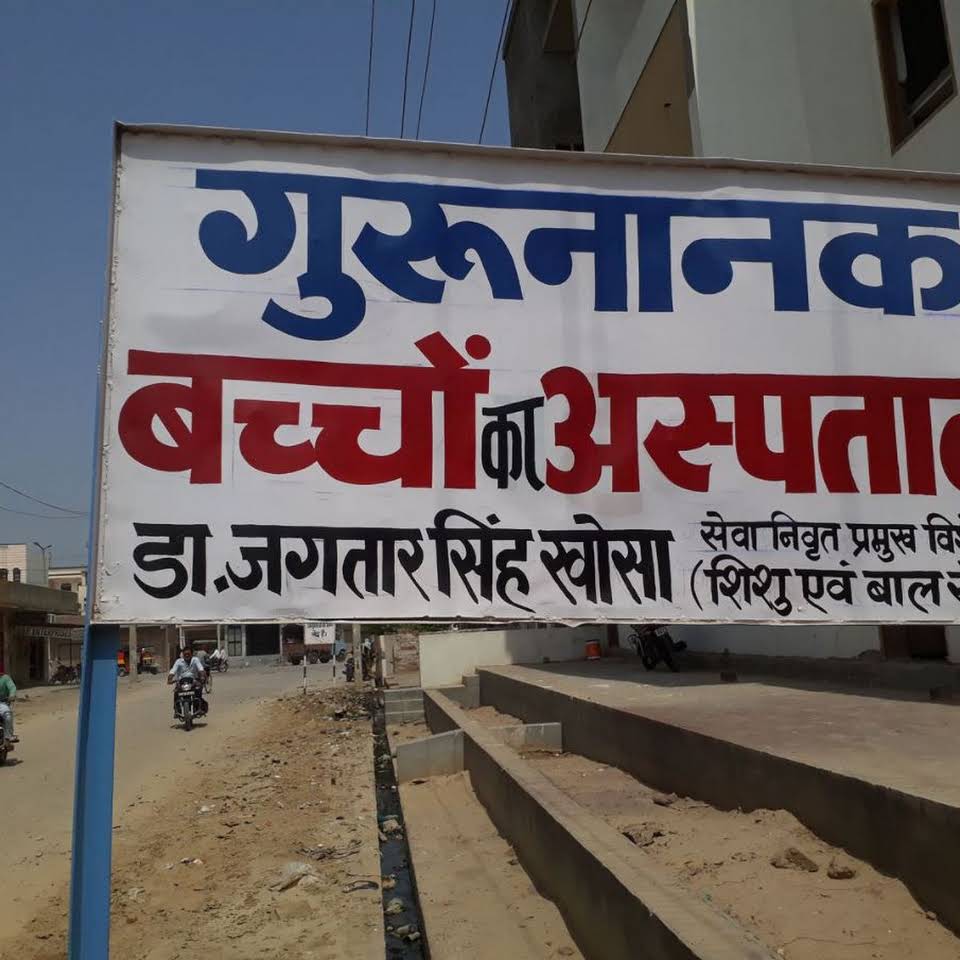 गुरूनानक
बच्चों का अस्पताल
डा. जगतार सिंह खोसा
सेवा निवृत प्रमुख
(शिशु एवं बाल